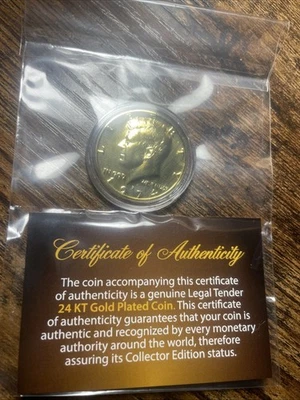 Certificate of Authenticity
The coin accompanying this certificate
of authenticity is a genuine Legal Tender
24 KT Gold Plated Coin. This certificate
of authenticity guarantees that your coin is
authentic and recognized by every monetary
authority around the world, therefore
assuring its Collector Edition status.